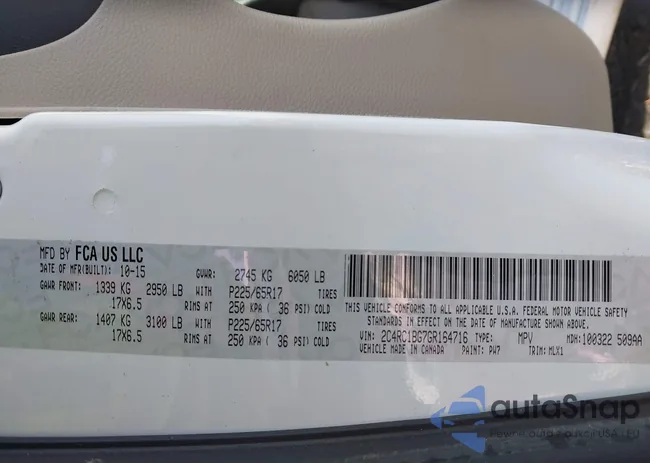 MFD BY FCA US LLC
DATE OF MFR(BUILT): 10-15 GVWR: 2745 KG 6050 LB
GAWR FRONT: 1339 KG 2950 LB WITH P225/65R17 TIRES
17X6.5 RIMS AT 250 KPA ( 36 PSI) COLD
GAWR REAR: 1407 KG 3100 LB WITH P225/65R17 TIRES
17X6.5 RIMS AT 250 KPA ( 36 PSI) COLD
THIS VEHICLE CONFORMS TO ALL APPLICABLE U.S.A. FEDERAL MOTOR VEHICLE SAFETY
STANDARDS IN EFFECT ON THE DATE OF MANUFACTURE SHOWN ABOVE.
VIN: 2C4RC1BG7GR164716 TYPE: MPV MDH:100322 509AA
VEHICLE MADE IN CANADA PAINT: PW7 TRIM: MLX1
autaSnap